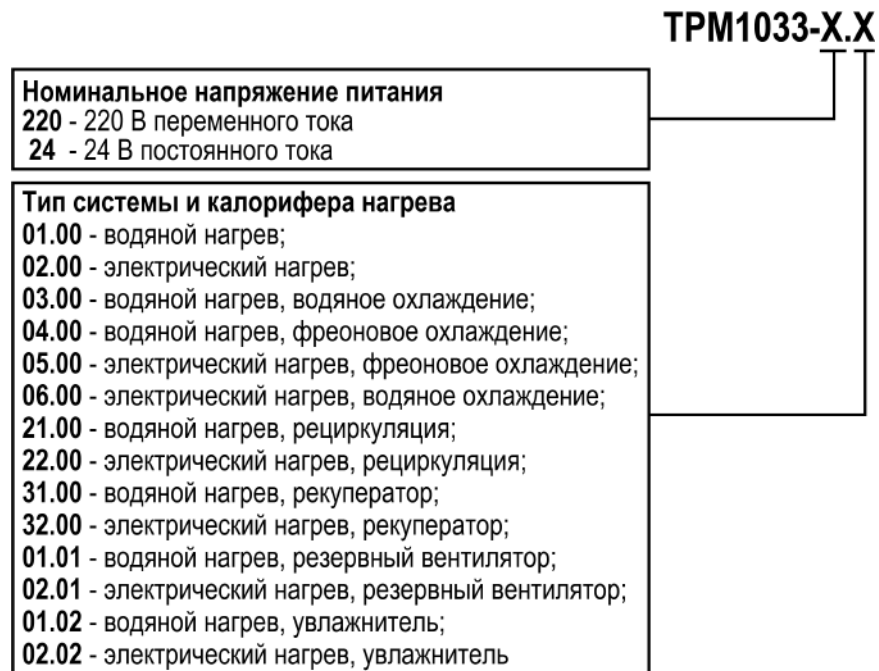 ТРМ1033-Х.Х
Номинальное напряжение питания
220 - 220 В переменного тока
24 - 24 В постоянного тока
Тип системы и калорифера нагрева
01.00 - водяной нагрев;
02.00 - электрический нагрев;
03.00 - водяной нагрев, водяное охлаждение;
04.00 - водяной нагрев, фреоновое охлаждение;
05.00 - электрический нагрев, фреоновое охлаждение;
06.00 - электрический нагрев, водяное охлаждение;
21.00 - водяной нагрев, рециркуляция;
22.00 - электрический нагрев, рециркуляция;
31.00 - водяной нагрев, рекуператор;
32.00 - электрический нагрев, рекуператор;
01.01 - водяной нагрев, резервный вентилятор;
02.01 - электрический нагрев, резервный вентилятор;
01.02 - водяной нагрев, увлажнитель;
02.02 - электрический нагрев, увлажнитель